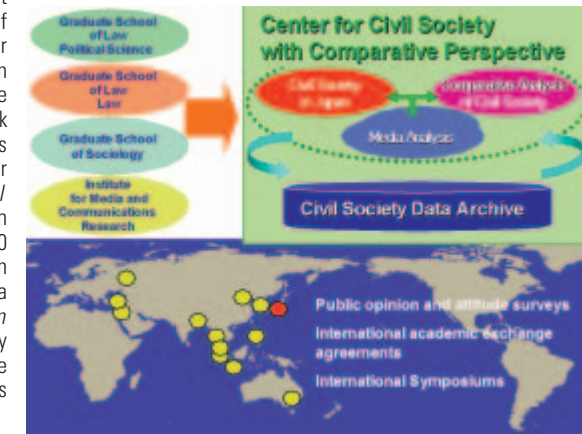 Graduate School
of Law
Political Science
Graduate School
of Law
Law
Graduate School
of Sociology
Institute
for Media and
Communications
Research
Center for Civil Society
with Comparative Perspective
Civil Society
in Japan
Comparative Analysis
of Civil Society
Media Analysis
Civil Society Data Archive
Public opinion and attitude surveys
International academic exchange
agreements
International Symposiums